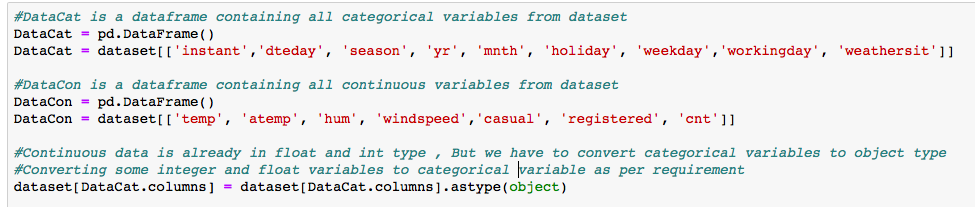 #DataCat is a dataframe containing all categorical variables from dataset
DataCat = pd.DataFrame()
DataCat = dataset[['instant','dteday', 'season', 'yr', 'mnth', 'holiday', 'weekday','workingday', 'weathersit']]
#DataCon is a dataframe containing all continuous variables from dataset
DataCon = pd.DataFrame()
DataCon = dataset[['temp', 'atemp', 'hum', 'windspeed','casual', 'registered', 'cnt']]
#Continuous data is already in float and int type , But we have to convert categorical variables to object type
#Converting some integer and float variables to categorical variable as per requirement
dataset[DataCat.columns] = dataset[DataCat.columns].astype(object)